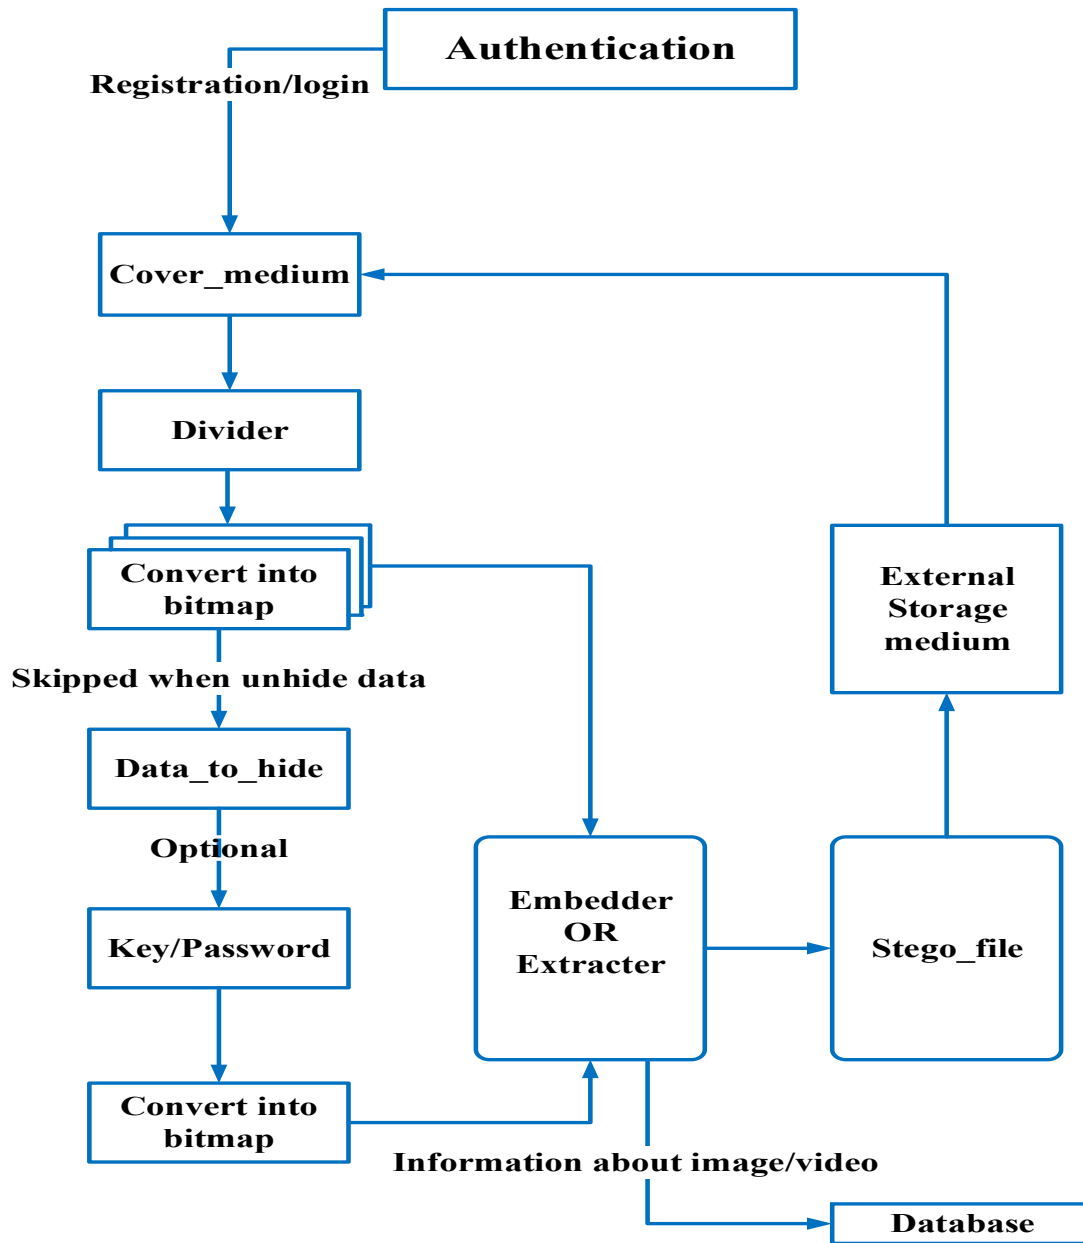 Authentication
Registration/login
Cover_medium
Divider
Convert into
bitmap
Skipped when unhide data
Data_to_hide
Optional
Key/Password
Convert into
bitmap
Embedder
OR
Extracter
Stego_file
External
Storage
medium
Information about image/video
Database